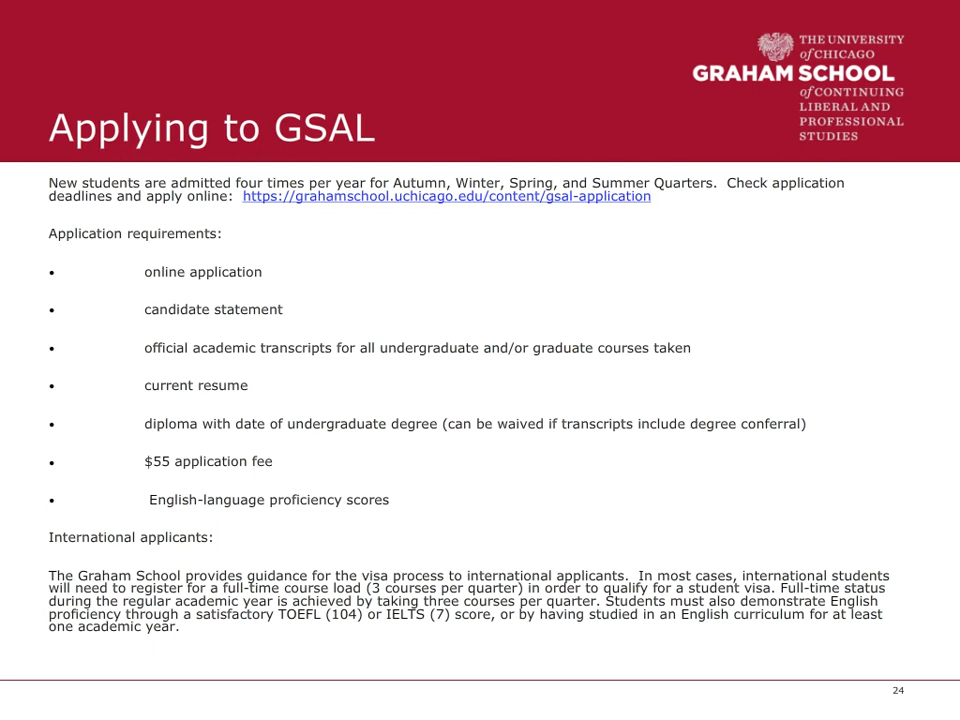 THE UNIVERSITY
of CHICAGO
GRAHAM SCHOOL
of CONTINUING
LIBERAL AND
PROFESSIONAL
STUDIES
Applying to GSAL
New students are admitted four times per year for Autumn, Winter, Spring, and Summer Quarters.  Check application
deadlines and apply online:  https://grahamschool.uchicago.edu/content/gsal-application
Application requirements:
• online application
• candidate statement
• official academic transcripts for all undergraduate and/or graduate courses taken
• current resume
• diploma with date of undergraduate degree (can be waived if transcripts include degree conferral)
• $55 application fee
• English-language proficiency scores
International applicants:
The Graham School provides guidance for the visa process to international applicants.  In most cases, international students
will need to register for a full-time course load (3 courses per quarter) in order to qualify for a student visa. Full-time status
during the regular academic year is achieved by taking three courses per quarter. Students must also demonstrate English
proficiency through a satisfactory TOEFL (104) or IELTS (7) score, or by having studied in an English curriculum for at least
one academic year.
24